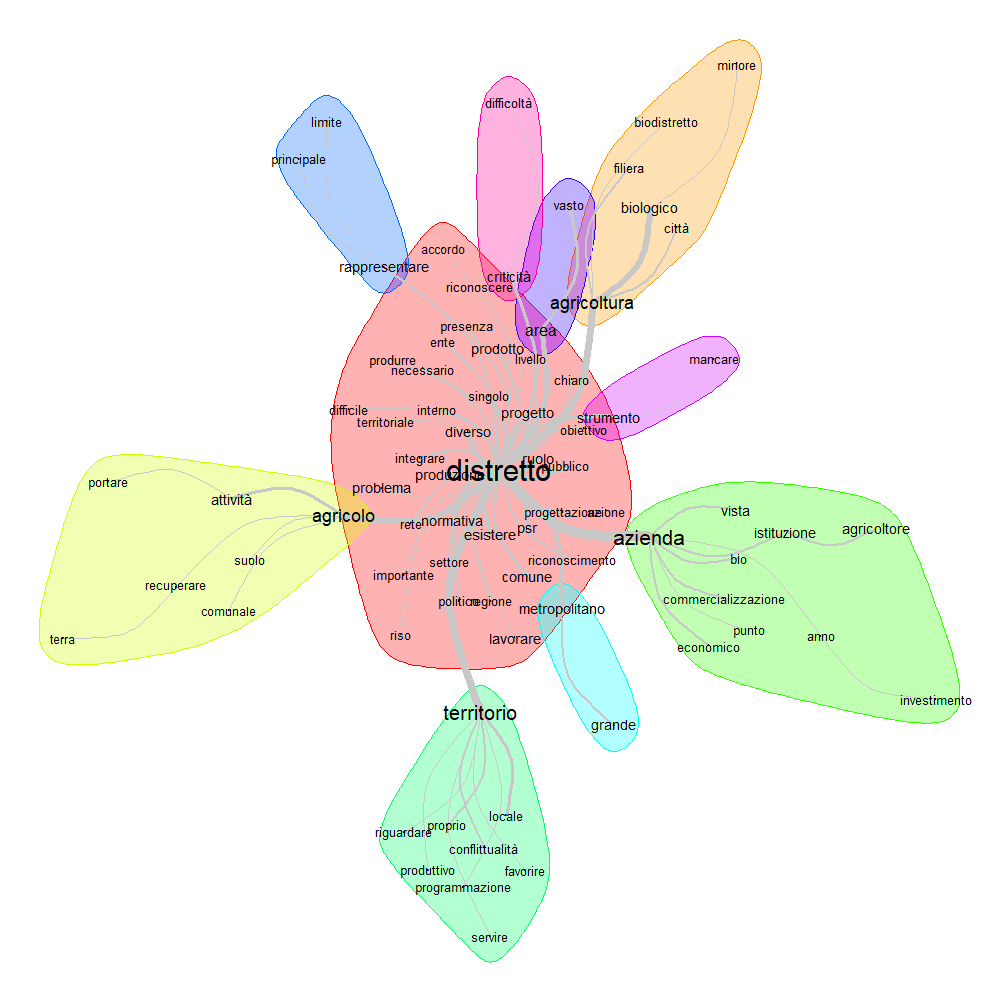 minore
difficoltà
limite
biodistretto
principale
filiera
vasto
biologico
città
accordo
rappresentare
criticità
riconoscere
agricoltura
presenza
area
ente
prodotto
livello
produrre
necessario
mancare
chiaro
singolo
difficile
interno
progetto
strumento
territoriale
diverso
obiettivo
integrare
ruolo
pubblico
distretto
produzione
portare
problema
attività
agricolo
rete
normativa
psr
progettazione
azione
vista
esistere
azienda
istituzione
agricoltore
suolo
settore
riconoscimento
bio
importante
comune
recuperare
commercializzazione
politico
regione
metropolitano
comunale
terra
riso
lavorare
punto
anno
economico
investimento
territorio
grande
locale
riguardare
proprio
conflittualità
produttivo
favorire
programmazione
servire